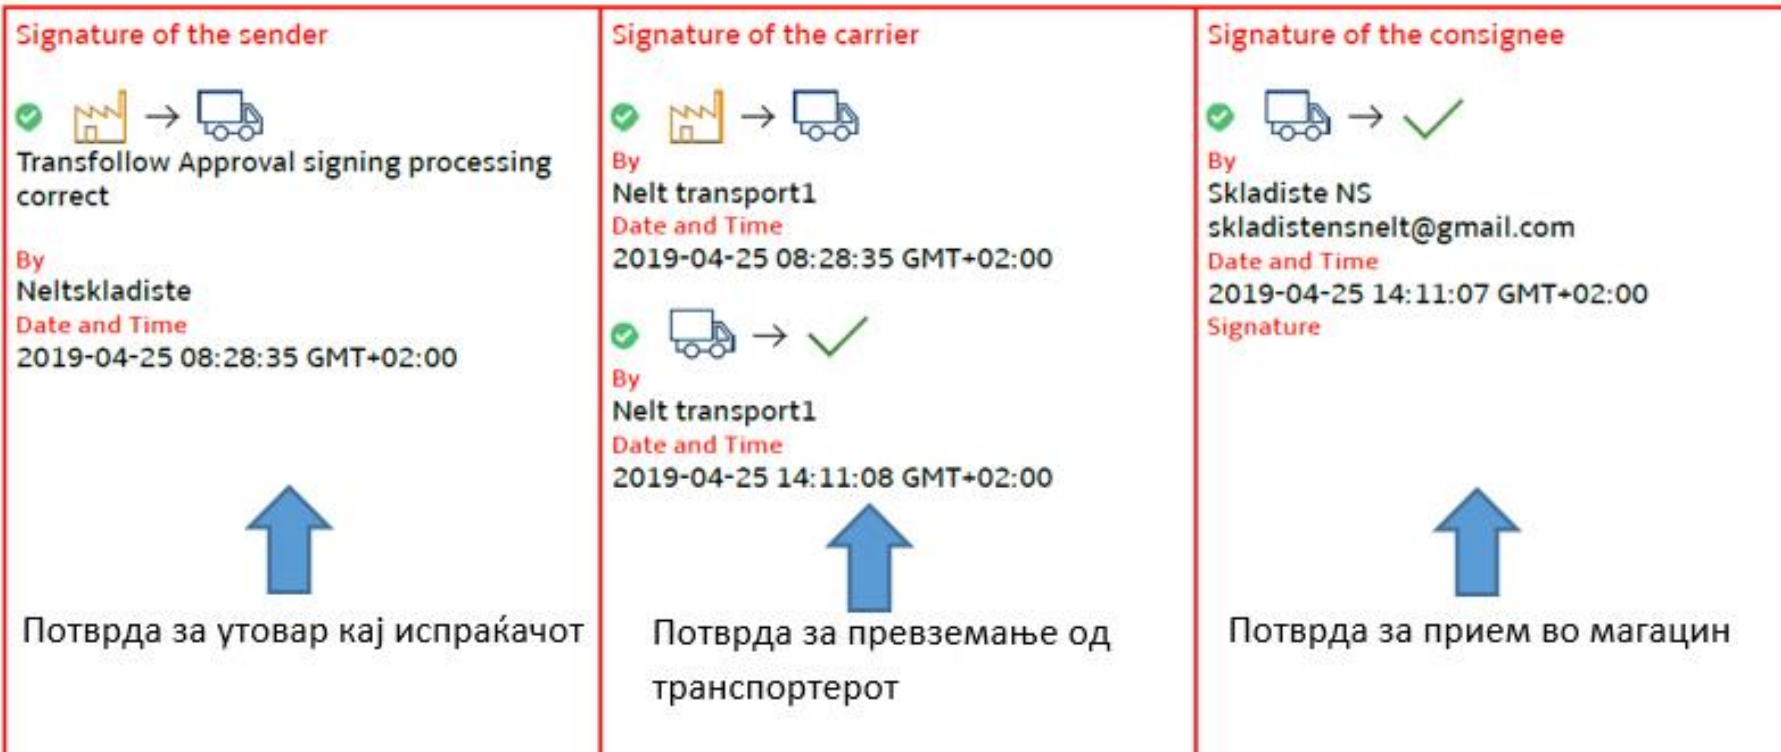 Signature of the sender
Transfollow Approval signing processing
correct
By
Neltskladiste
Date and Time
2019-04-25 08:28:35 GMT+02:00
Потврда за утовар кај испраќачот
Signature of the carrier
By
Nelt transport1
Date and Time
2019-04-25 08:28:35 GMT+02:00
By
Nelt transport1
Date and Time
2019-04-25 14:11:08 GMT+02:00
Потврда за превземање од
транспортерот
Signature of the consignee
By
Skladiste NS
skladistensnelt@gmail.com
Date and Time
2019-04-25 14:11:07 GMT+02:00
Signature
Потврда за прием во магацин